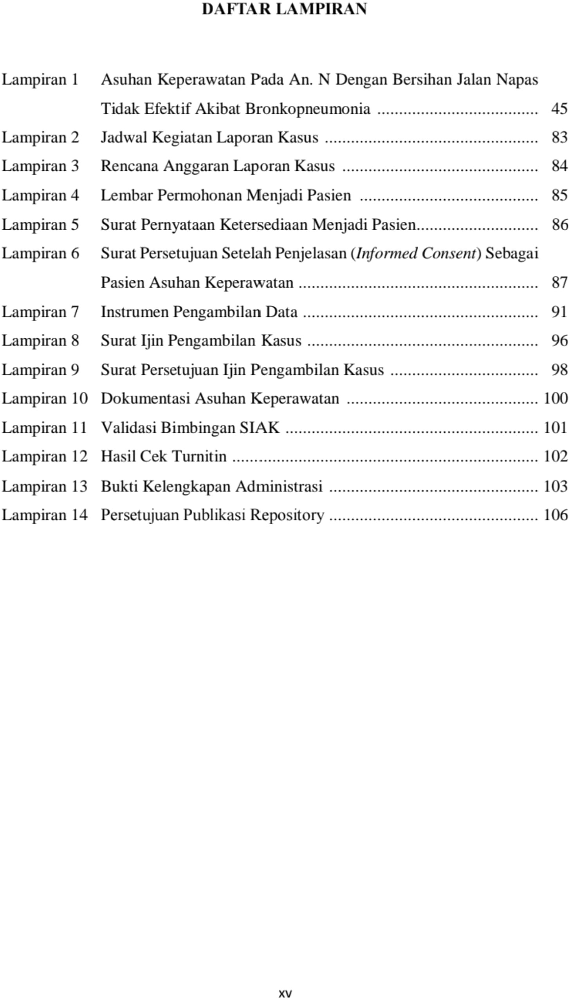 DAFTAR LAMPIRAN
Lampiran 1 Asuhan Keperawatan Pada An. N Dengan Bersihan Jalan Napas
Tidak Efektif Akibat Bronkopneumonia ..................................... 45
Lampiran 2 Jadwal Kegiatan Laporan Kasus ................................................. 83
Lampiran 3 Rencana Anggaran Laporan Kasus ............................................. 84
Lampiran 4 Lembar Permohonan Menjadi Pasien ......................................... 85
Lampiran 5 Surat Pernyataan Ketersediaan Menjadi Pasien............................ 86
Lampiran 6 Surat Persetujuan Setelah Penjelasan (Informed Consent) Sebagai
Pasien Asuhan Keperawatan ....................................................... 87
Lampiran 7 Instrumen Pengambilan Data ...................................................... 91
Lampiran 8 Surat Ijin Pengambilan Kasus ..................................................... 96
Lampiran 9 Surat Persetujuan Ijin Pengambilan Kasus .................................. 98
Lampiran 10 Dokumentasi Asuhan Keperawatan ............................................ 100
Lampiran 11 Validasi Bimbingan SIAK .......................................................... 101
Lampiran 12 Hasil Cek Turnitin ...................................................................... 102
Lampiran 13 Bukti Kelengkapan Administrasi ................................................ 103
Lampiran 14 Persetujuan Publikasi Repository ................................................ 106
xv